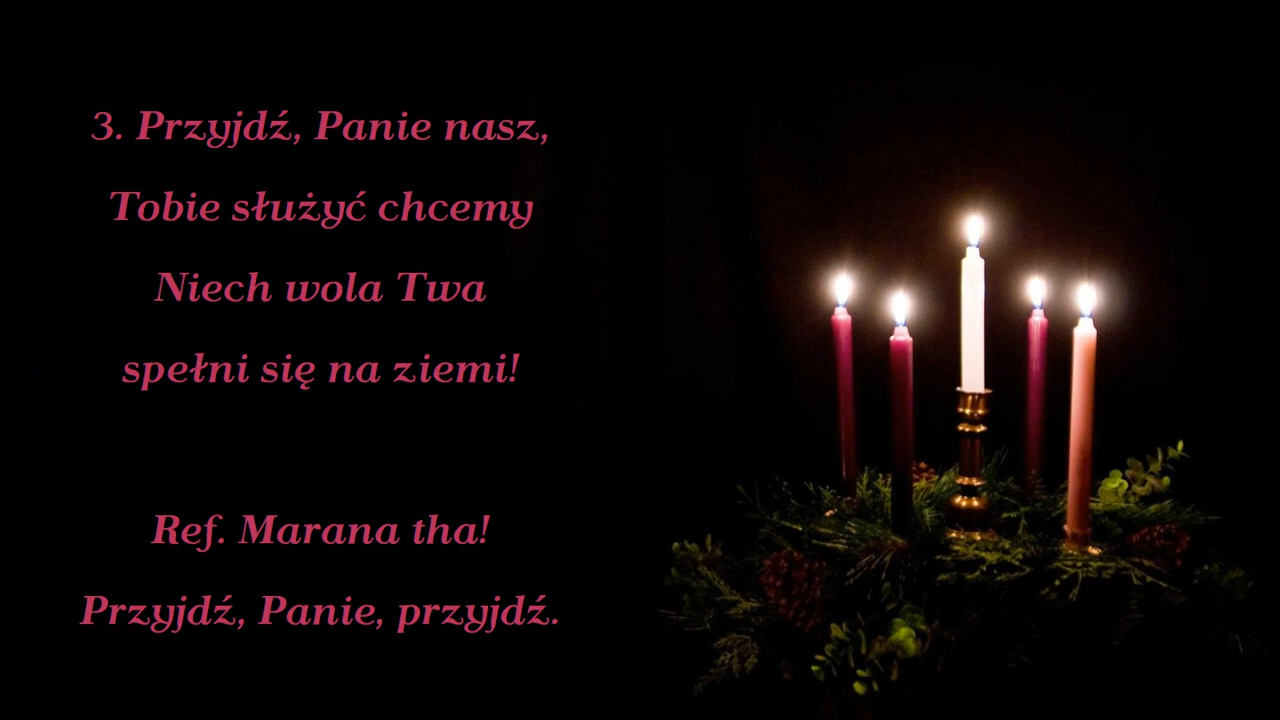 3. Przyjdź, Panie nasz,
Tobie służyć chcemy
Niech wola Twa
spełni się na ziemi!
Ref. Marana tha!
Przyjdź, Panie, przyjdź.